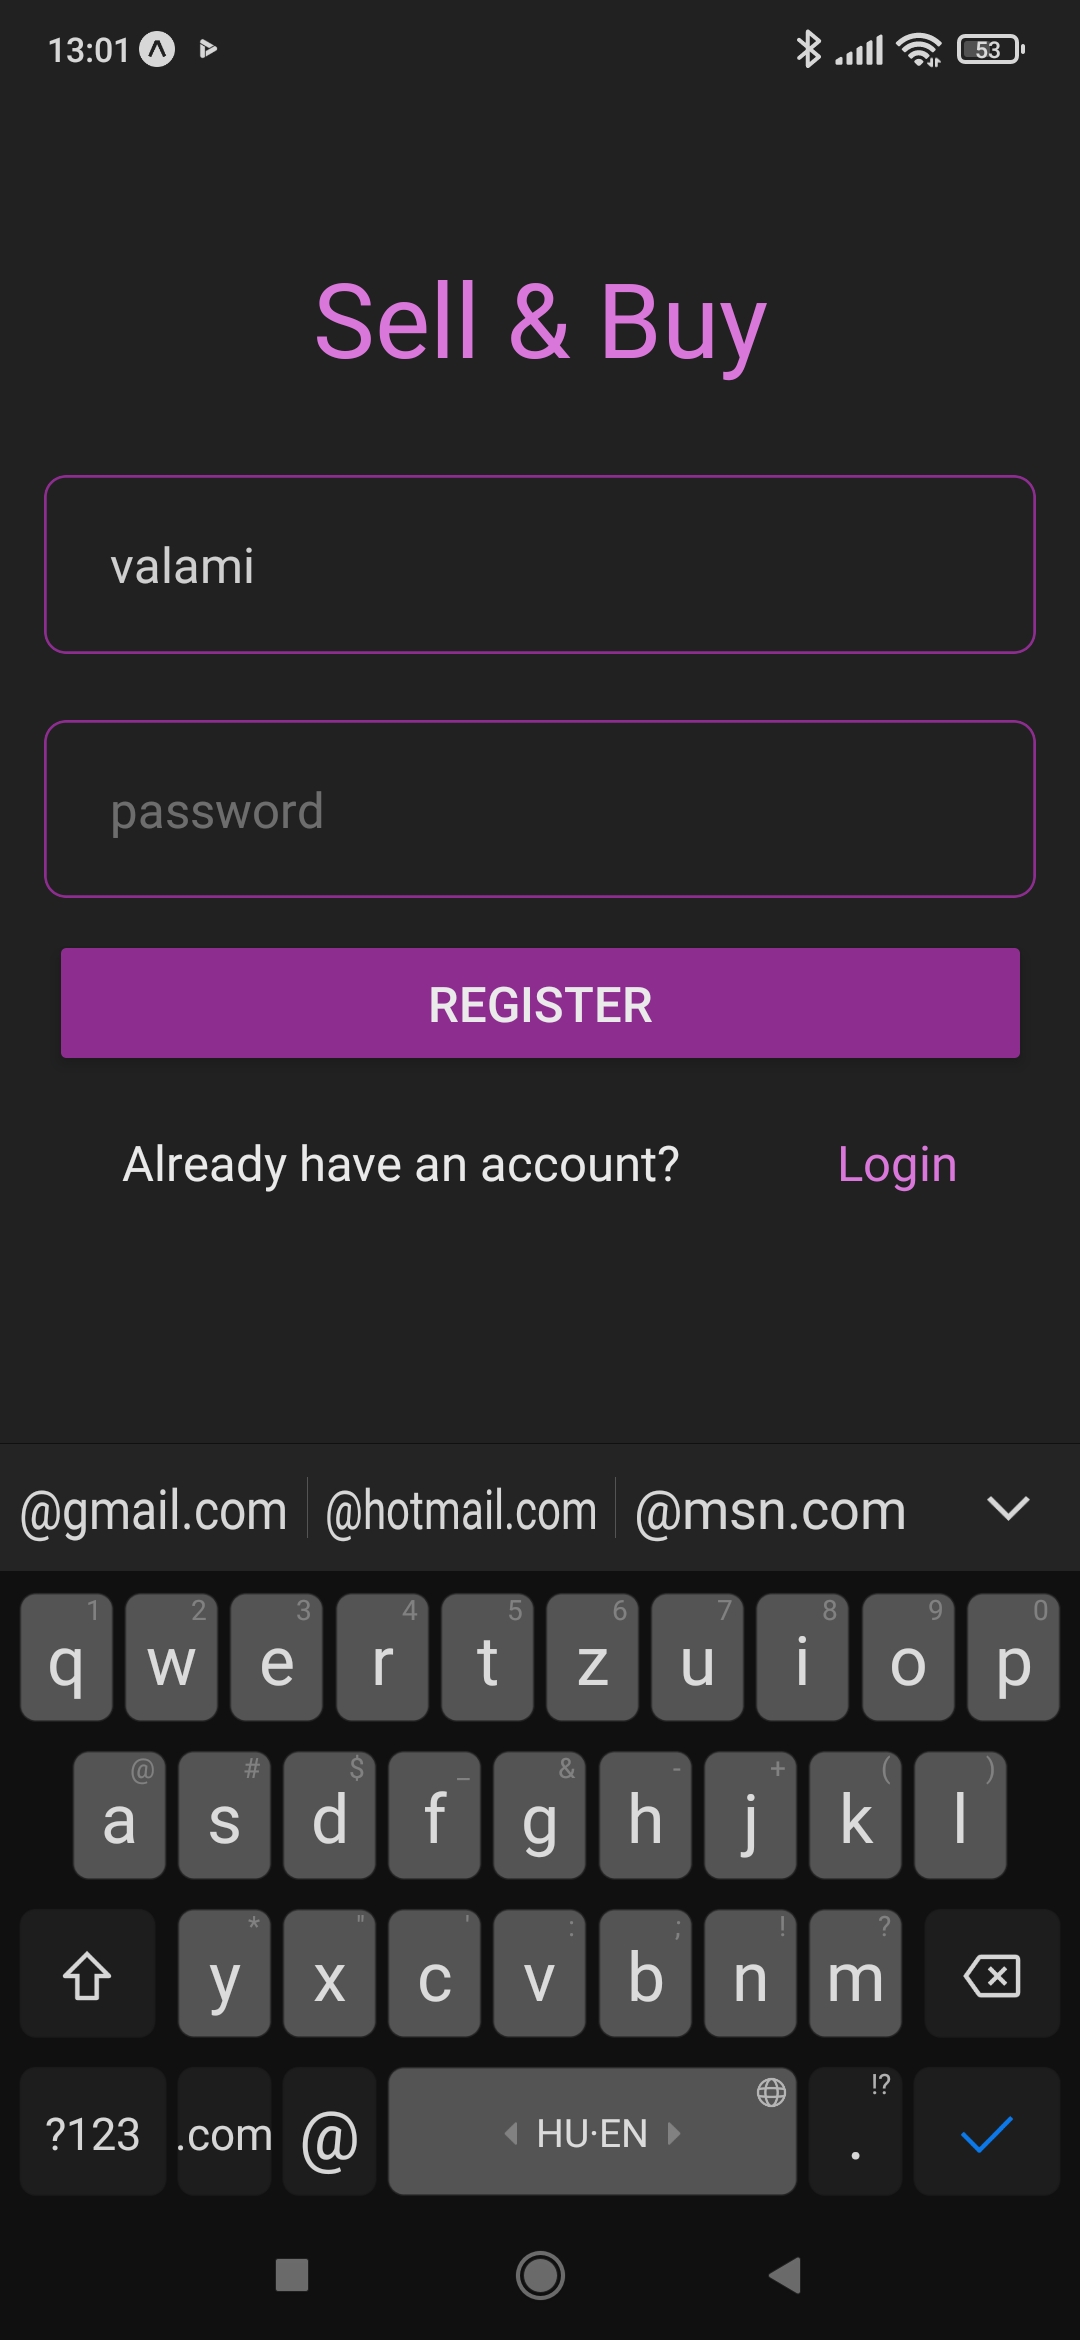 13:01 53
Sell & Buy
valami
password
REGISTER
Already have an account? Login
@gmail.com @hotmail.com @msn.com
1 2 3 4 5 6 7 8 9 0
q w e r t z u i o p
@ # $ _ & - + ( )
a s d f g h j k l
* " ' : ; ! ?
y x c v b n m
!?
?123 .com @ HU·EN .